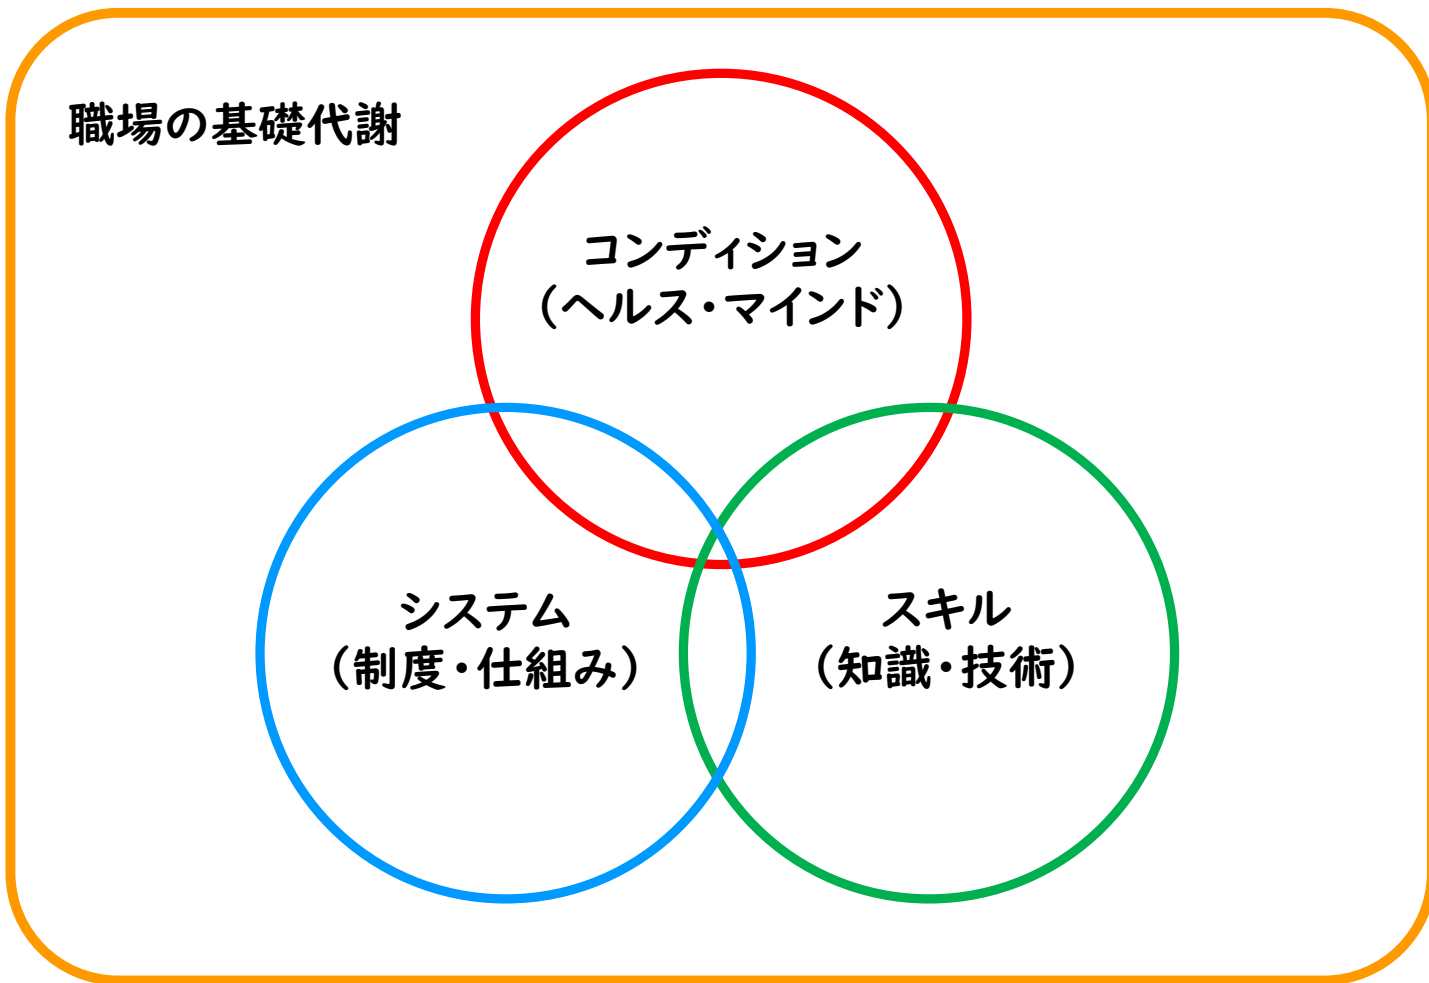 職場の基礎代謝
コンディション
（ヘルス・マインド）
システム
（制度・仕組み）
スキル
（知識・技術）